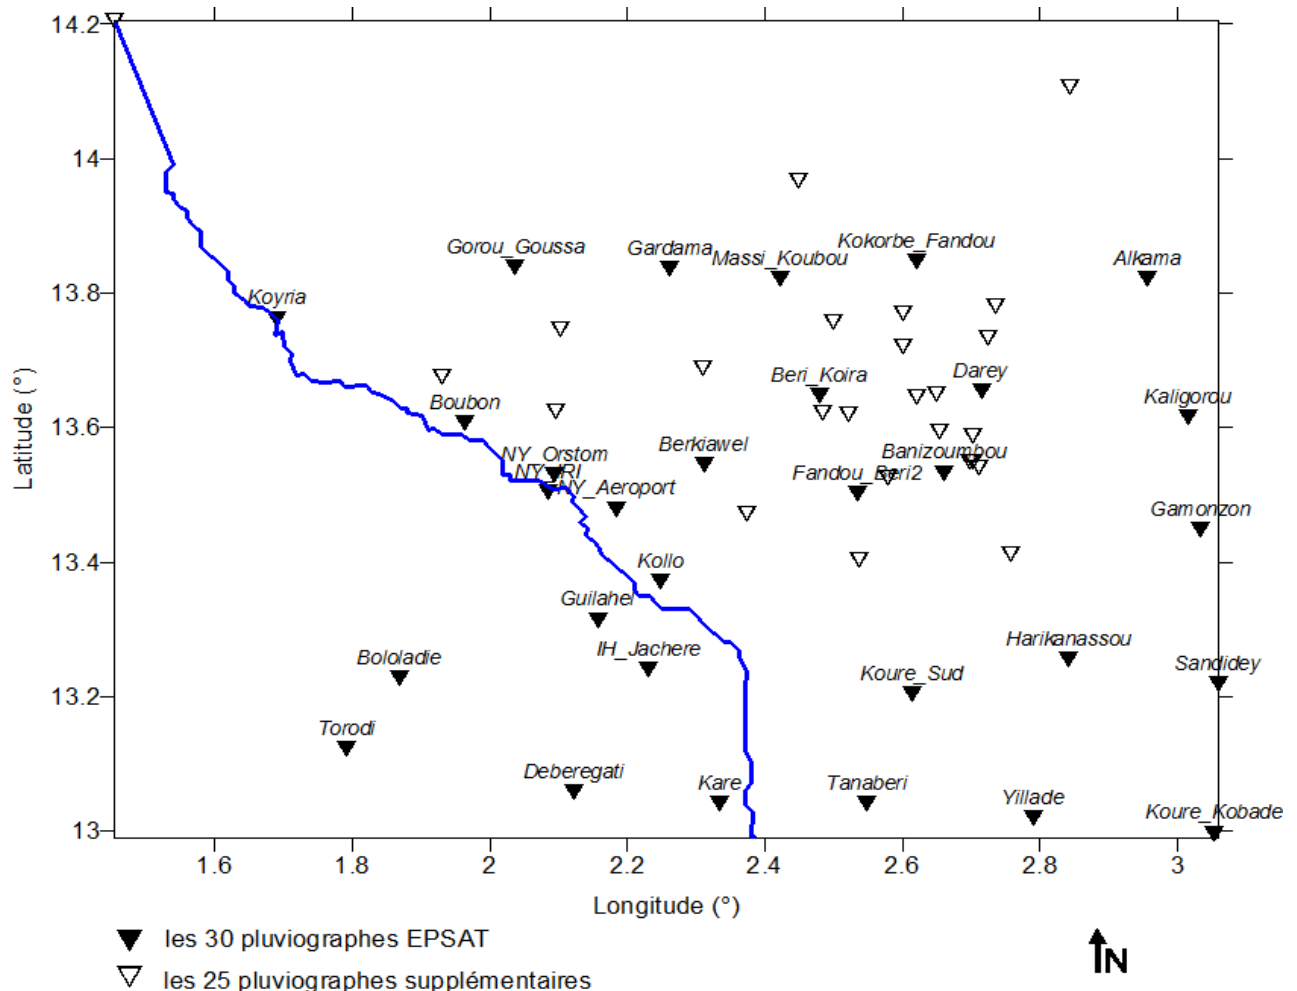 14.2
14
Kokorbe_Fandou
Gorou_Goussa
Gardama
Massi_Koubou
Alkama
13.8
Koyria
Beri_Koira
Darey
Kaligorou
Boubon
13.6
NY_Orstom
Berkiawel
Banizoumbou
NY_IRI
Fandou_Beri2
NY_Aeroport
Gamonzon
Latitude (°)
13.4
Kollo
Guilahel
IH_Jachere
Harikanassou
Bololadie
Koure_Sud
Sandidey
13.2
Torodi
Deberegati
Kare
Tanaberi
Yillade
Koure_Kobade
13
1.6
1.8
2
2.2
2.4
2.6
2.8
3
Longitude (°)
les 30 pluviographes EPSAT
les 25 pluviographes supplémentaires
N